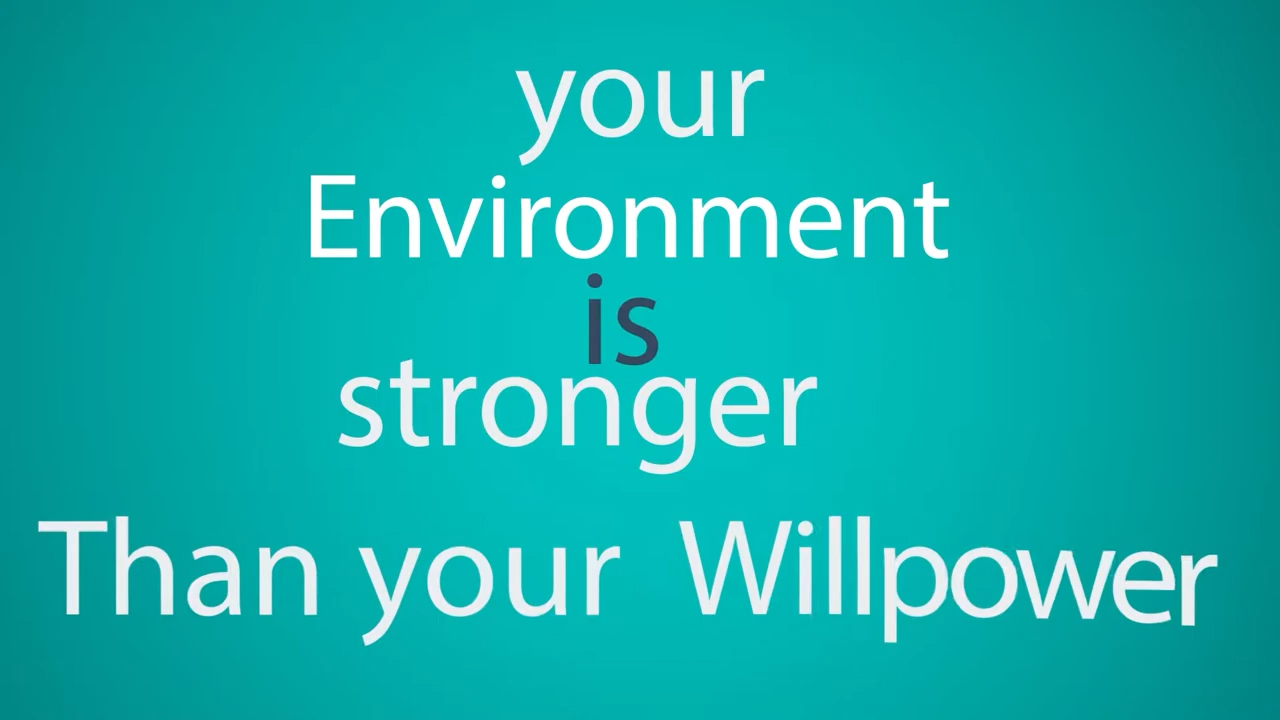 your
Environment
is
stronger
Than your Willpower